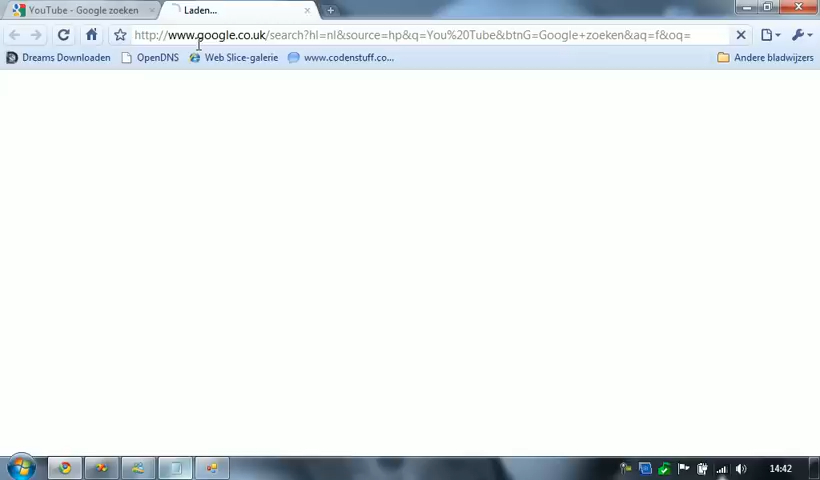 YouTube - Google zoeken
Laden...
http://www.google.co.uk/search?hl=nl&source=hp&q=You%20Tube&btnG=Google+zoeken&aq=f&oq=
Dreams Downloaden
OpenDNS
Web Slice-galerie
www.codenstuff.co...
Andere bladwijzers
14:42